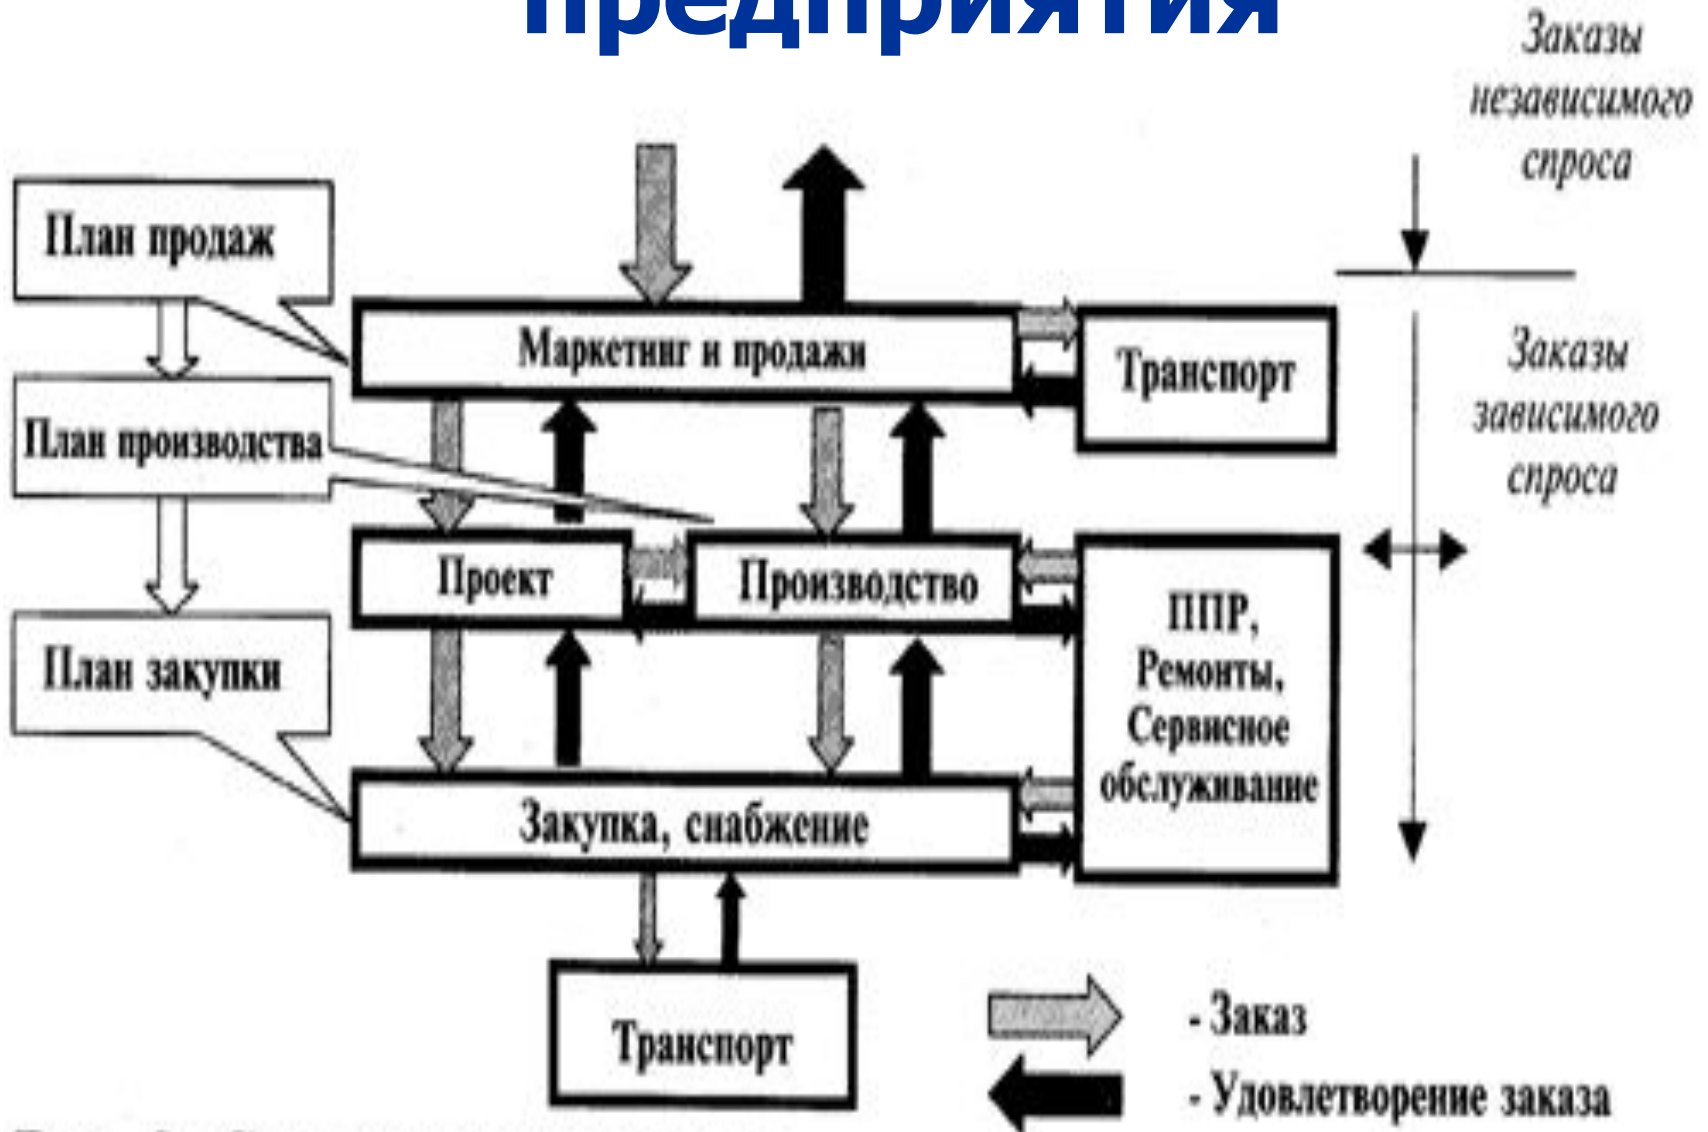 предприятия
Заказы
независимого
спроса
План продаж
Маркетинг и продажи
Транспорт
Заказы
зависимого
спроса
План производства
Проект
Производство
ППР,
Ремонты,
Сервисное
обслуживание
План закупки
Закупка, снабжение
Транспорт
- Заказ
- Удовлетворение заказа